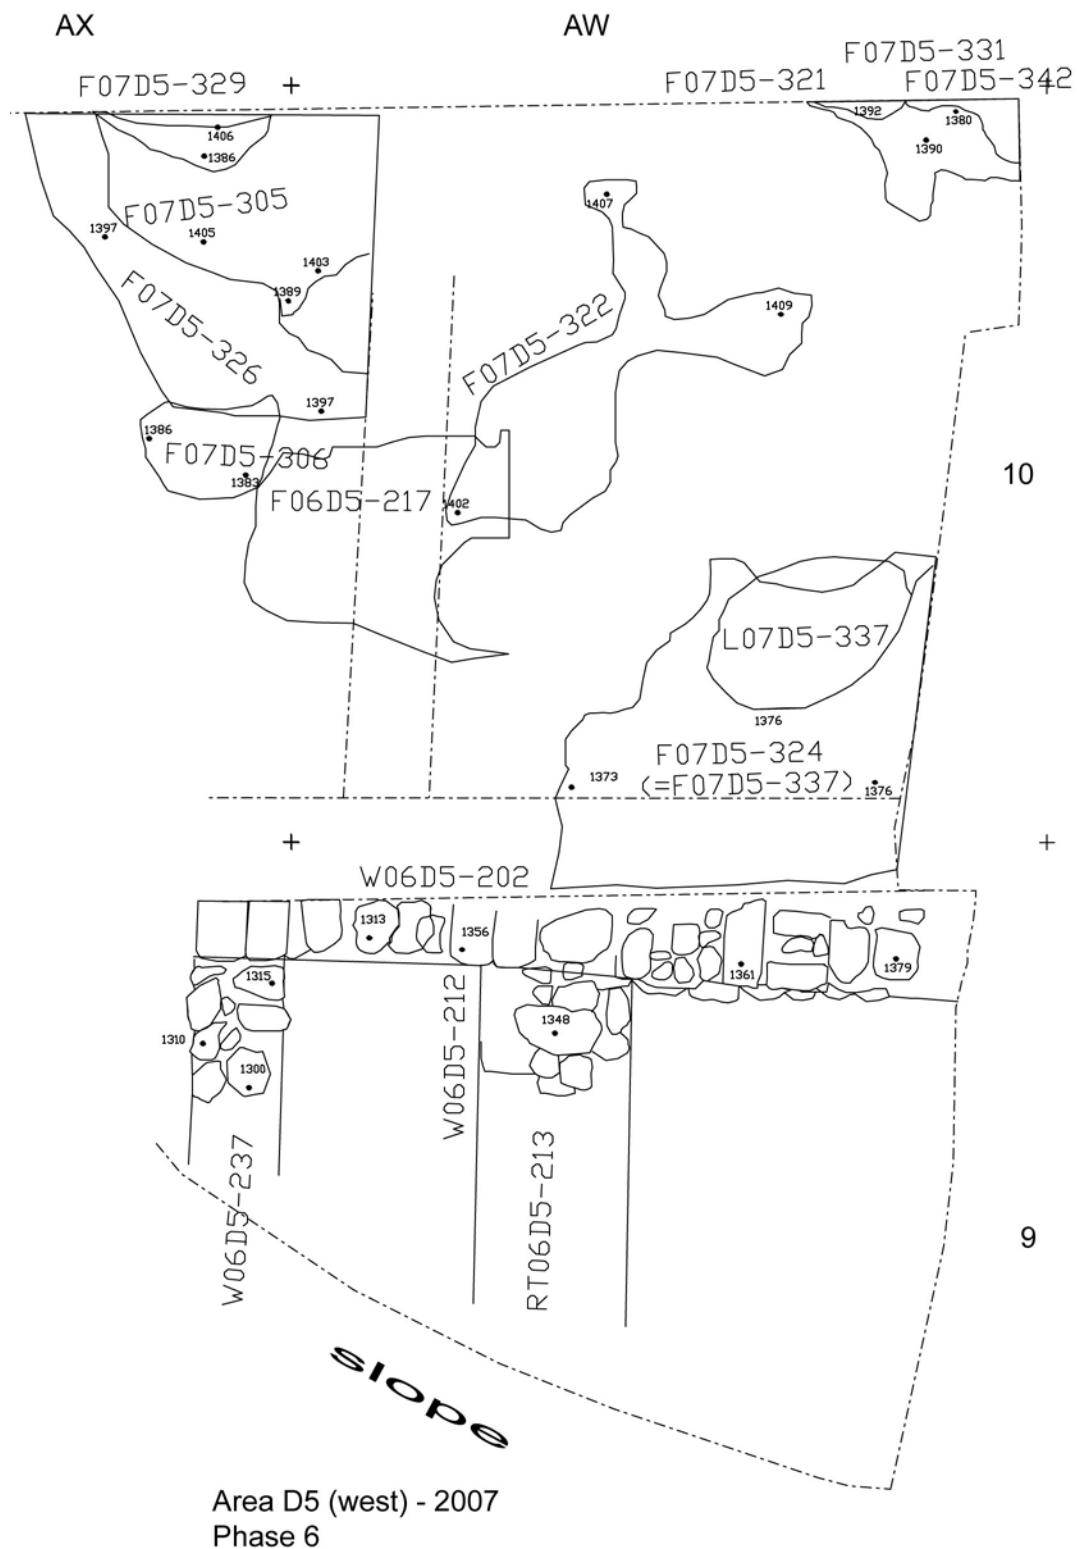 AX
AW
F07D5-331
F07D5-329
F07D5-321
F07D5-342
1406
1392
1380
1386
1390
F07D5-305
1407
1397
1405
1403
1389
1409
F07D5-326
F07D5-322
1397
1386
F07D5-306
1383
10
F06D5-217
1402
L07D5-337
1376
F07D5-324
1373
(=F07D5-337)
1376
W06D5-202
1313
1356
1315
1361
1379
W06D5-212
1348
1310
1300
W06D5-237
RT06D5-213
9
slope
Area D5 (west) - 2007
Phase 6